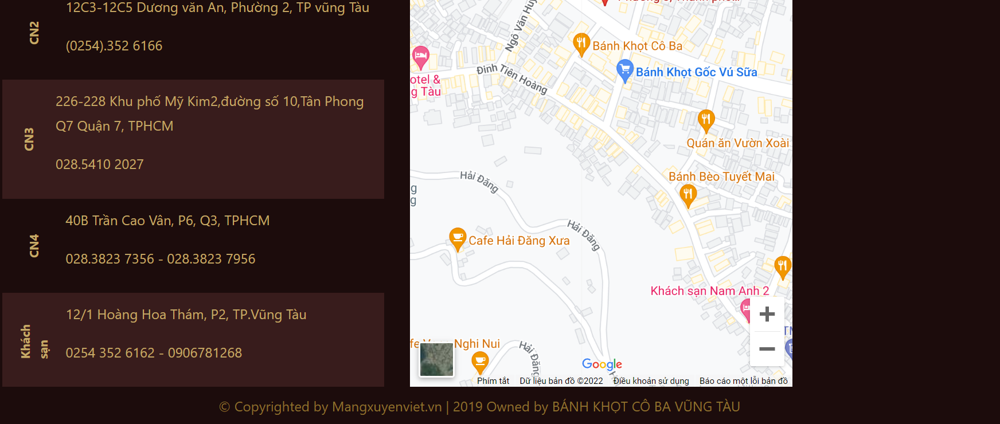 12C3-12C5 Dương văn An, Phường 2, TP vũng Tàu
CN2
(0254).352 6166
226-228 Khu phố Mỹ Kim2,đường số 10,Tân Phong
Q7 Quận 7, TPHCM
CN3
028.5410 2027
40B Trần Cao Vân, P6, Q3, TPHCM
CN4
028.3823 7356 - 028.3823 7956
12/1 Hoàng Hoa Thám, P2, TP.Vũng Tàu
Khách
sạn
0254 352 6162 - 0906781268
Ngô Văn Huy
Bánh Khọt Cô Ba
Bánh Khọt Gốc Vú Sữa
Đinh Tiên Hoàng
otel &
g Tàu
Quán ăn Vườn Xoài
Bánh Bèo Tuyết Mai
Hải Đăng
g
g
Hải Đăng
Cafe Hải Đăng Xưa
Khách sạn Nam Anh 2
Nghi Nui
Hải Đăng
Google
Phím tắt
Dữ liệu bản đồ ©2022
Điều khoản sử dụng
Báo cáo một lỗi bản đồ
© Copyrighted by Mangxuyenviet.vn | 2019 Owned by BÁNH KHỌT CÔ BA VŨNG TÀU